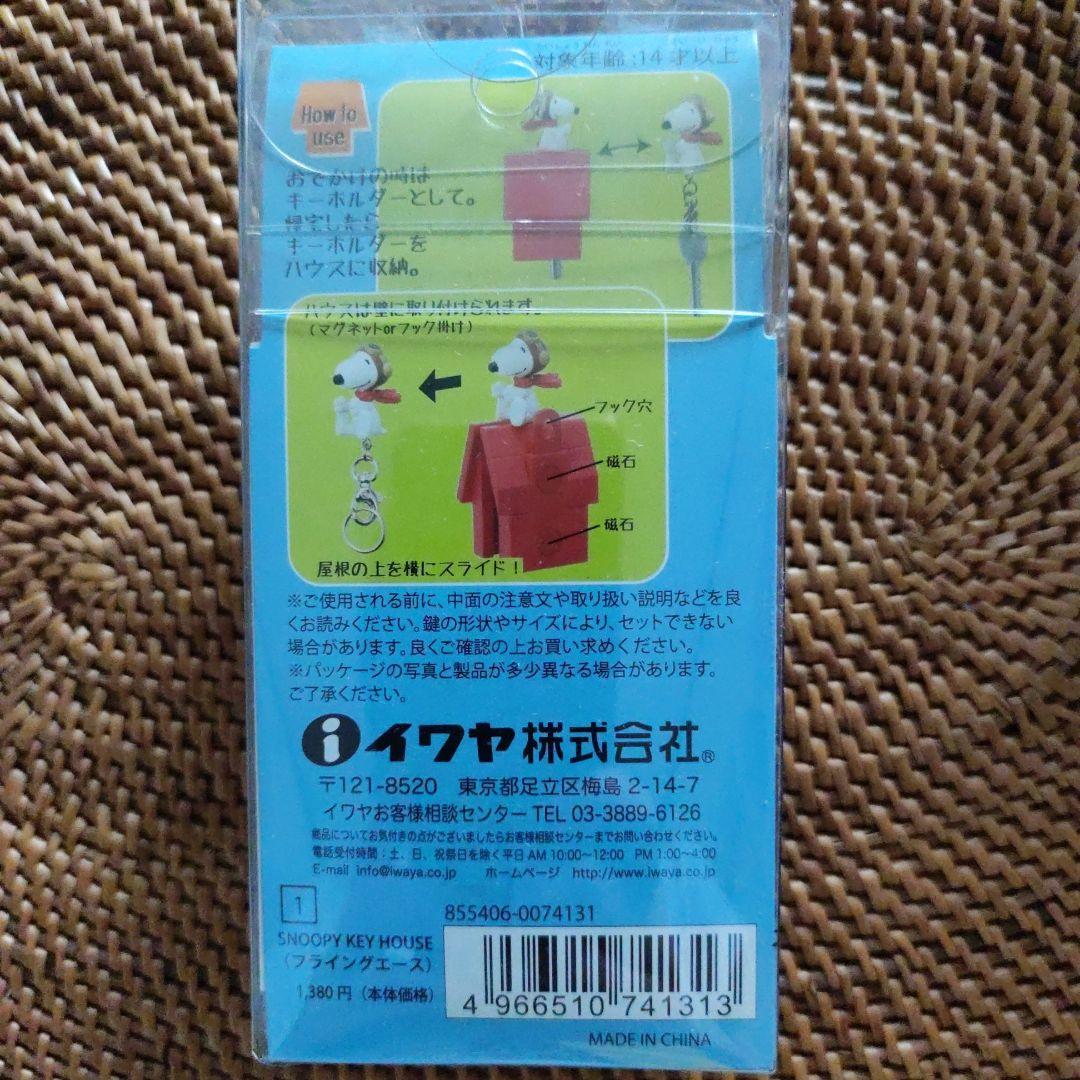 対象年齢:14才以上
How to
use
おでかけの時は
キーホルダーとして。
帰宅したら
キーホルダーを
ハウスに収納。
ハウスは壁に取り付けられます。
(マグネットorフック掛け)
フック穴
磁石
磁石
屋根の上を横にスライド!
※ご使用される前に、中面の注意文や取り扱い説明などを良
くお読みください。鍵の形状やサイズにより、セットできない
場合があります。良くご確認の上お買い求めください。
※パッケージの写真と製品が多少異なる場合があります。
ご了承ください。
i イワヤ株式会社®
〒121-8520 東京都足立区梅島 2-14-7
イワヤお客様相談センター TEL 03-3889-6126
商品についてお気付きの点がございましたらお客様相談センターまでお問い合わせください。
電話受付時間:土、日、祝祭日を除く平日 AM 10:00~12:00 PM 1:00~4:00
E-mail info@iwaya.co.jp ホームページ http://www.iwaya.co.jp
1
855406-0074131
SNOOPY KEY HOUSE
(フライングエース)
1,380円(本体価格)
4 966510 741313
MADE IN CHINA